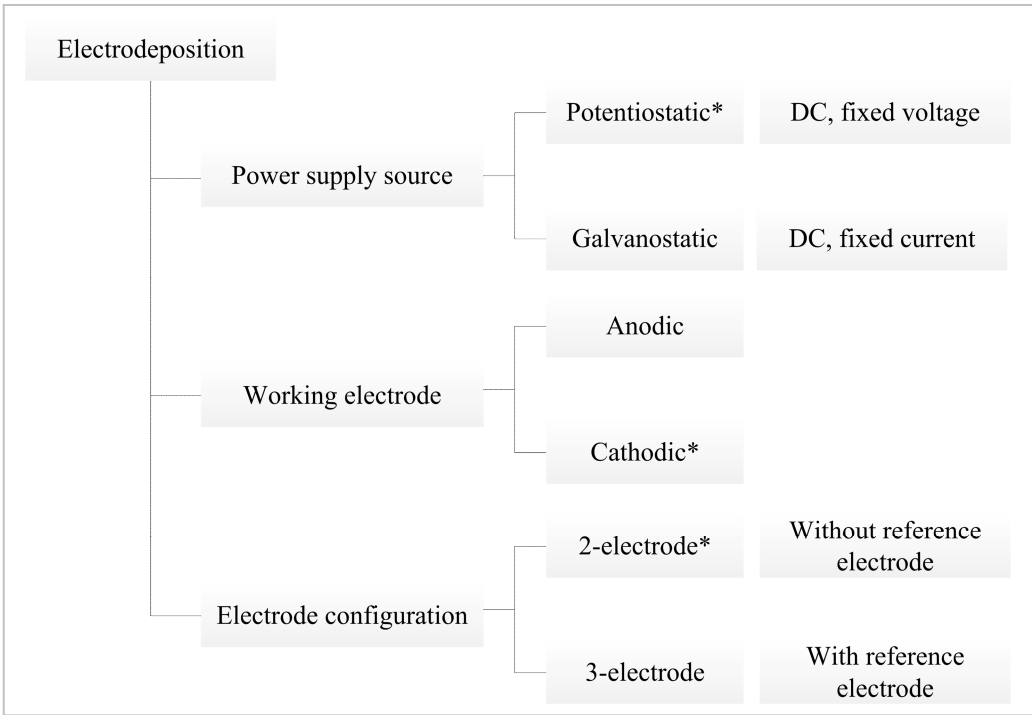 Electrodeposition
Power supply source
Potentiostatic*
DC, fixed voltage
Galvanostatic
DC, fixed current
Working electrode
Anodic
Cathodic*
Electrode configuration
2-electrode*
Without reference
electrode
3-electrode
With reference
electrode